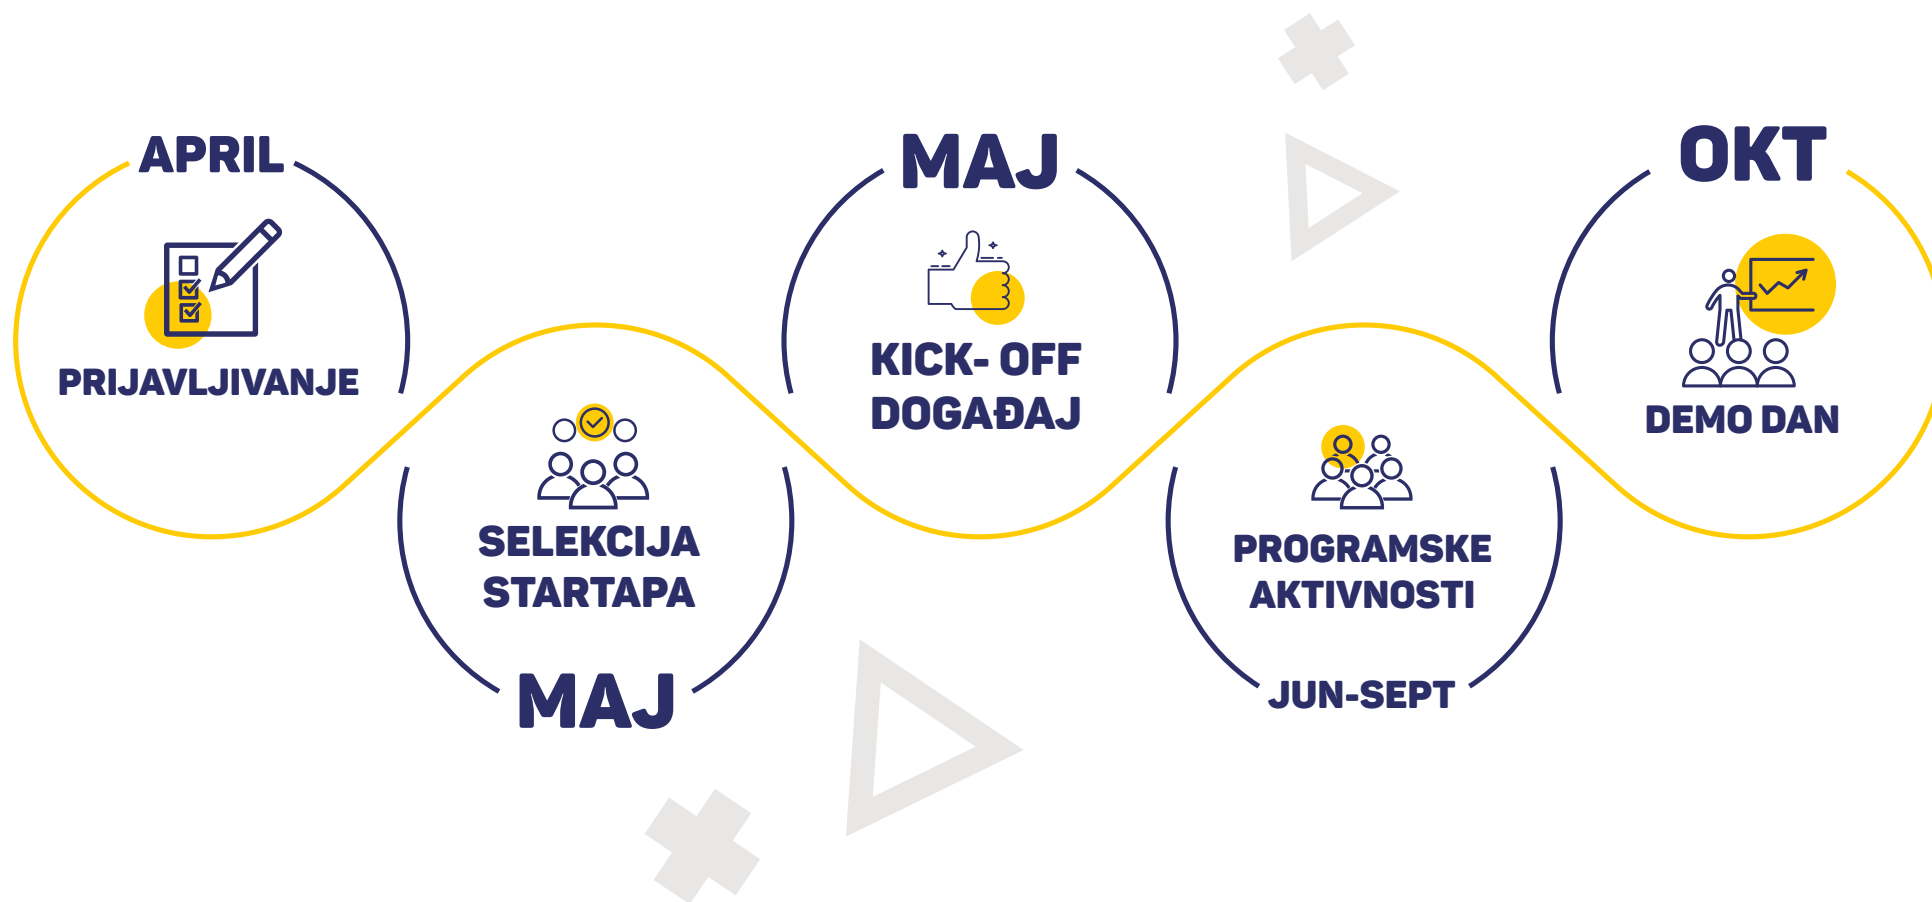 APRIL
PRIJAVLJIVANJE
SELEKCIJA
STARTAPA
MAJ
MAJ
KICK- OFF
DOGAĐAJ
PROGRAMSKE
AKTIVNOSTI
JUN-SEPT
OKT
DEMO DAN